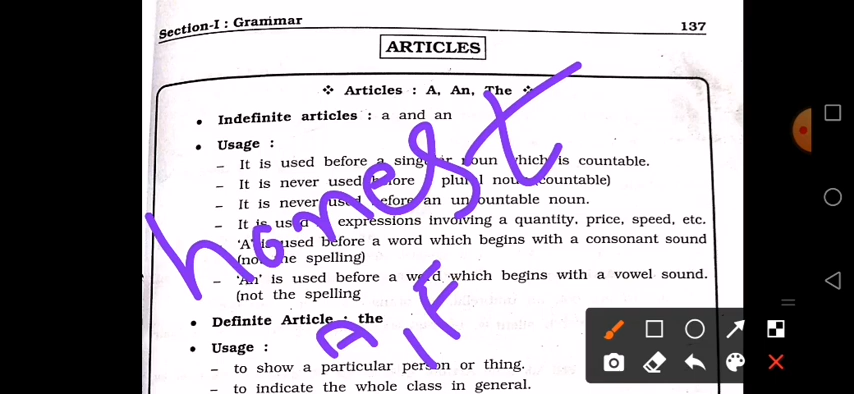 Section-I : Grammar 137
ARTICLES
❖ Articles : A, An, The ❖
• Indefinite articles : a and an
• Usage :
– It is used before a singular noun which is countable.
– It is never used before plural noun (countable)
– It is never used before an uncountable noun.
– It is used expressions involving a quantity, price, speed, etc.
– 'A' is used before a word which begins with a consonant sound
(not the spelling)
– 'An' is used before a word which begins with a vowel sound.
(not the spelling
• Definite Article : the
• Usage :
– to show a particular person or thing.
– to indicate the whole class in general.
honest
A
F